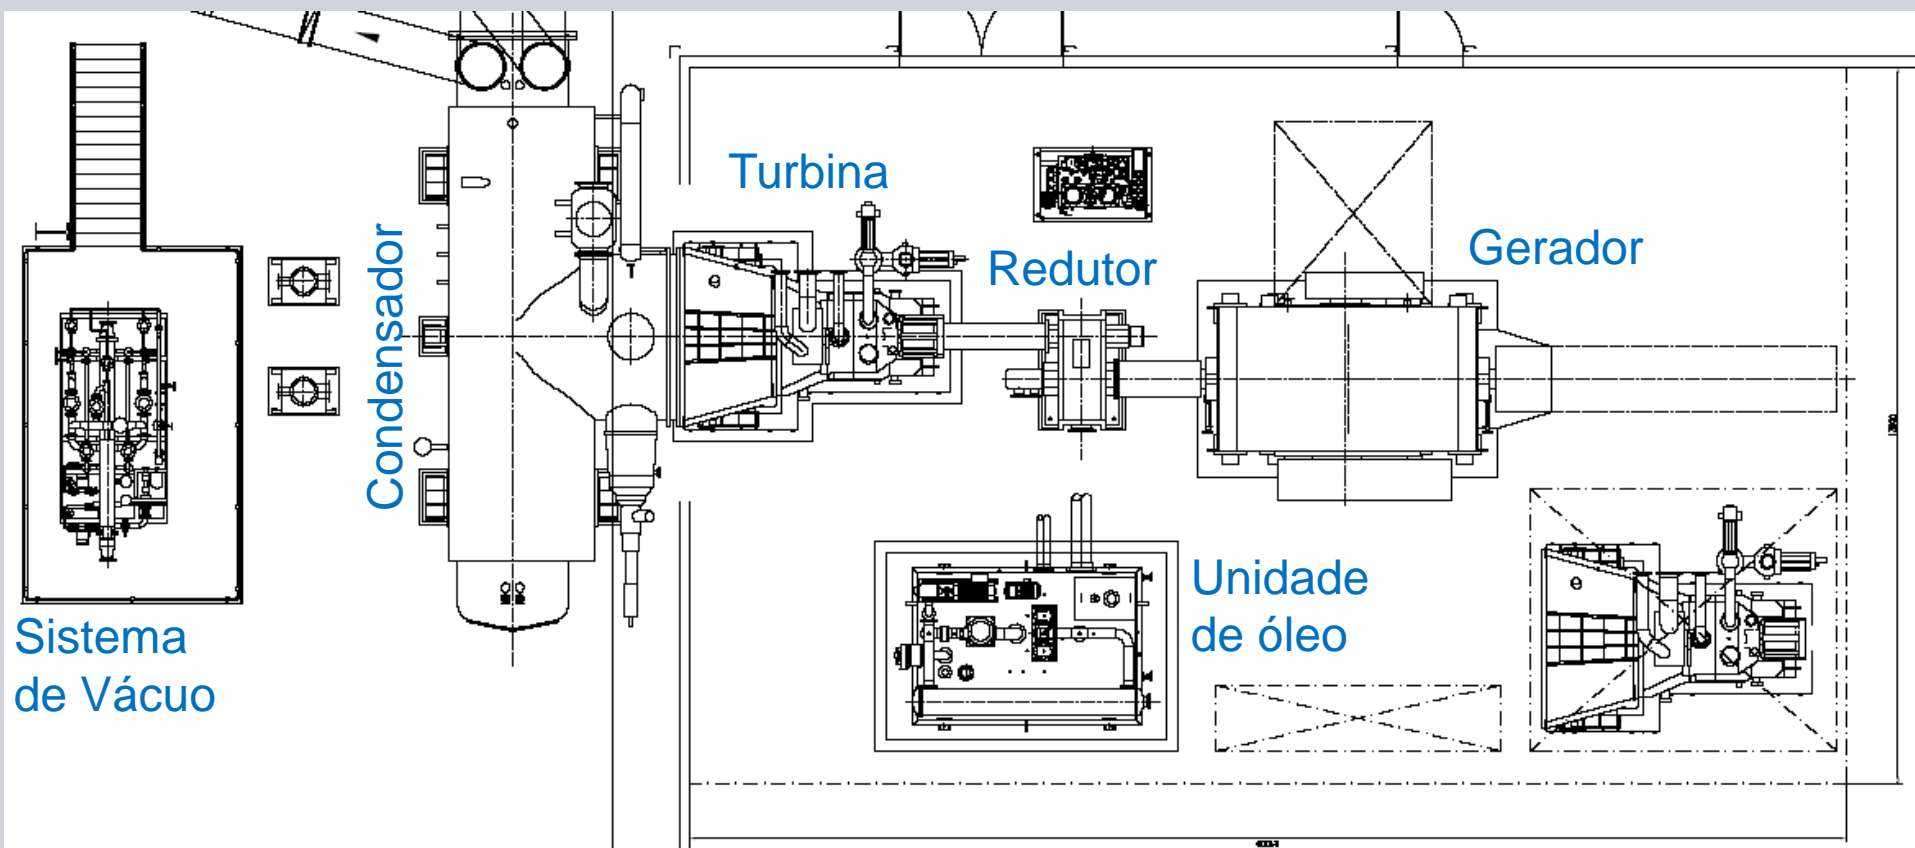 Turbina
Redutor
Gerador
Condensador
Unidade
de óleo
Sistema
de Vácuo